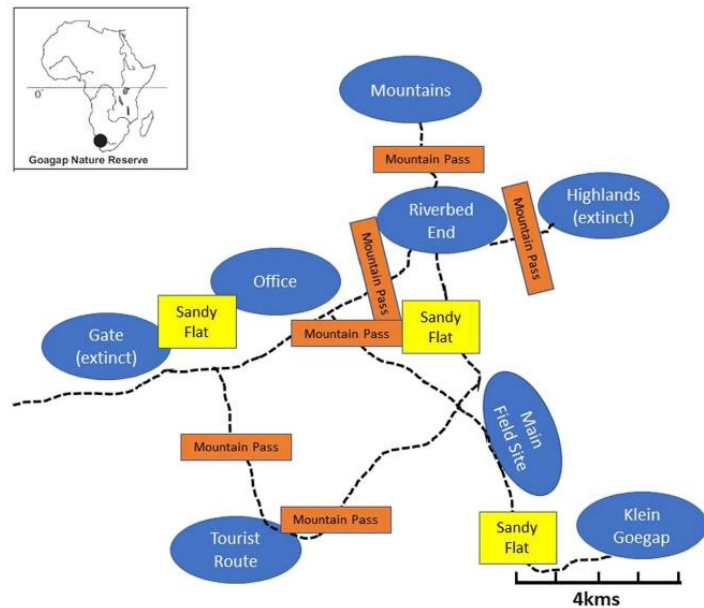 0°
Goagap Nature Reserve
Mountains
Mountain Pass
Riverbed
End
Mountain Pass
Highlands
(extinct)
Mountain Pass
Office
Sandy
Flat
Gate
(extinct)
Mountain Pass
Sandy
Flat
Main
Field Site
Mountain Pass
Mountain Pass
Tourist
Route
Sandy
Flat
Klein
Goegap
4kms